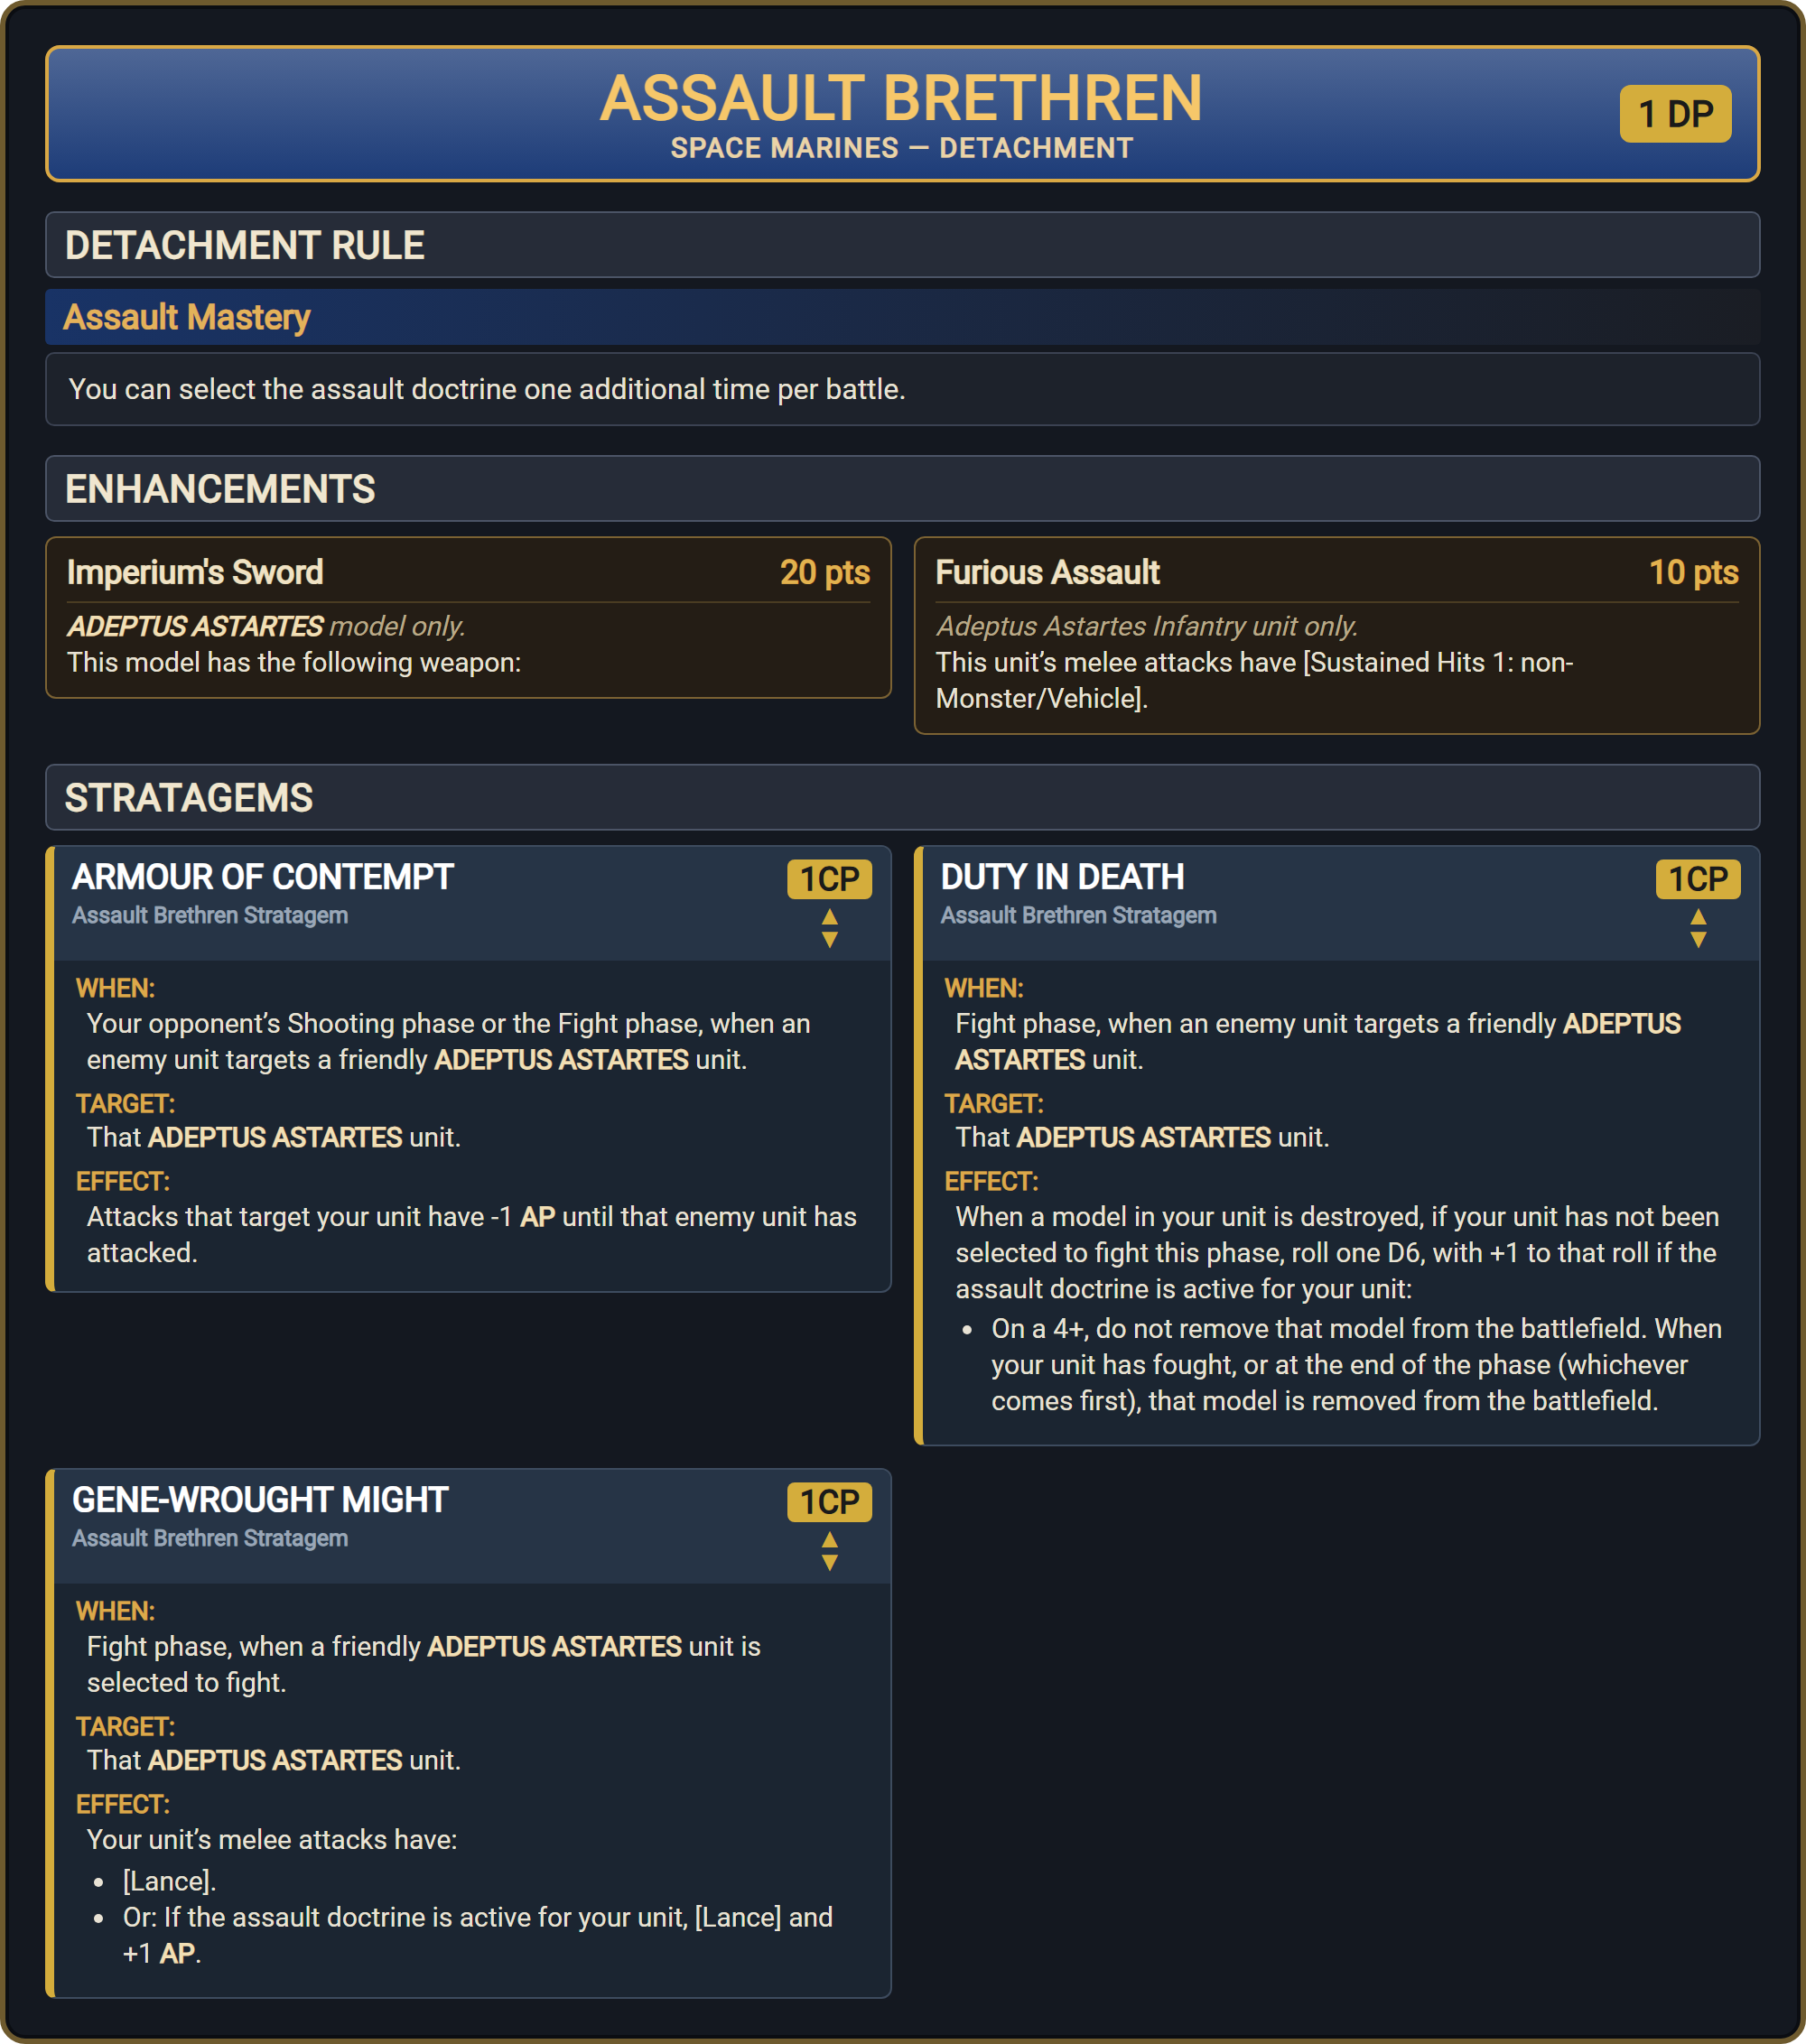 ASSAULT BRETHREN
SPACE MARINES — DETACHMENT
1 DP
DETACHMENT RULE
Assault Mastery
You can select the assault doctrine one additional time per battle.
ENHANCEMENTS
Imperium's Sword
20 pts
ADEPTUS ASTARTES model only.
This model has the following weapon:
Furious Assault
10 pts
Adeptus Astartes Infantry unit only.
This unit’s melee attacks have [Sustained Hits 1: non-
Monster/Vehicle].
STRATAGEMS
ARMOUR OF CONTEMPT
1CP
Assault Brethren Stratagem
▲
▼
WHEN:
Your opponent’s Shooting phase or the Fight phase, when an
enemy unit targets a friendly ADEPTUS ASTARTES unit.
TARGET:
That ADEPTUS ASTARTES unit.
EFFECT:
Attacks that target your unit have -1 AP until that enemy unit has
attacked.
DUTY IN DEATH
1CP
Assault Brethren Stratagem
▲
▼
WHEN:
Fight phase, when an enemy unit targets a friendly ADEPTUS
ASTARTES unit.
TARGET:
That ADEPTUS ASTARTES unit.
EFFECT:
When a model in your unit is destroyed, if your unit has not been
selected to fight this phase, roll one D6, with +1 to that roll if the
assault doctrine is active for your unit:
• On a 4+, do not remove that model from the battlefield. When
your unit has fought, or at the end of the phase (whichever
comes first), that model is removed from the battlefield.
GENE-WROUGHT MIGHT
1CP
Assault Brethren Stratagem
▲
▼
WHEN:
Fight phase, when a friendly ADEPTUS ASTARTES unit is
selected to fight.
TARGET:
That ADEPTUS ASTARTES unit.
EFFECT:
Your unit’s melee attacks have:
• [Lance].
• Or: If the assault doctrine is active for your unit, [Lance] and
+1 AP.